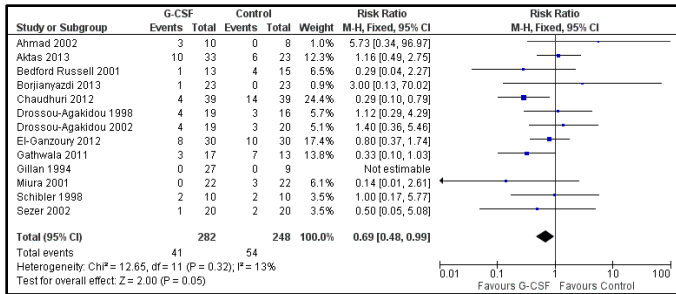 G-CSF Control Risk Ratio Risk Ratio
Study or Subgroup Events Total Events Total Weight M-H, Fixed, 95% CI M-H, Fixed, 95% CI
Ahmad 2002 3 10 0 8 1.0% 5.73 [0.34, 96.97]
Aktas 2013 10 33 6 23 12.3% 1.16 [0.49, 2.75]
Bedford Russell 2001 1 13 4 15 6.5% 0.29 [0.04, 2.27]
Borjianyazdi 2013 1 23 0 23 0.9% 3.00 [0.13, 70.02]
Chaudhuri 2012 4 39 14 39 24.4% 0.29 [0.10, 0.79]
Drossou-Agakidou 1998 4 19 3 16 5.7% 1.12 [0.29, 4.29]
Drossou-Agakidou 2002 4 19 3 20 5.1% 1.40 [0.36, 5.46]
El-Ganzoury 2012 8 30 10 30 17.4% 0.80 [0.37, 1.74]
Gathwala 2011 3 17 7 13 13.8% 0.33 [0.10, 1.03]
Gillan 1994 0 27 0 9 Not estimable
Miura 2001 0 22 3 22 6.1% 0.14 [0.01, 2.61]
Schibler 1998 2 10 2 10 3.5% 1.00 [0.17, 5.77]
Sezer 2002 1 20 2 20 3.5% 0.50 [0.05, 5.08]
Total (95% CI) 282 248 100.0% 0.69 [0.48, 0.99]
Total events 41 54
Heterogeneity: Chi² = 12.65, df = 11 (P = 0.32); I² = 13%
Test for overall effect: Z = 2.00 (P = 0.05)
0.01 0.1 1 10 100
Favours G-CSF Favours Control